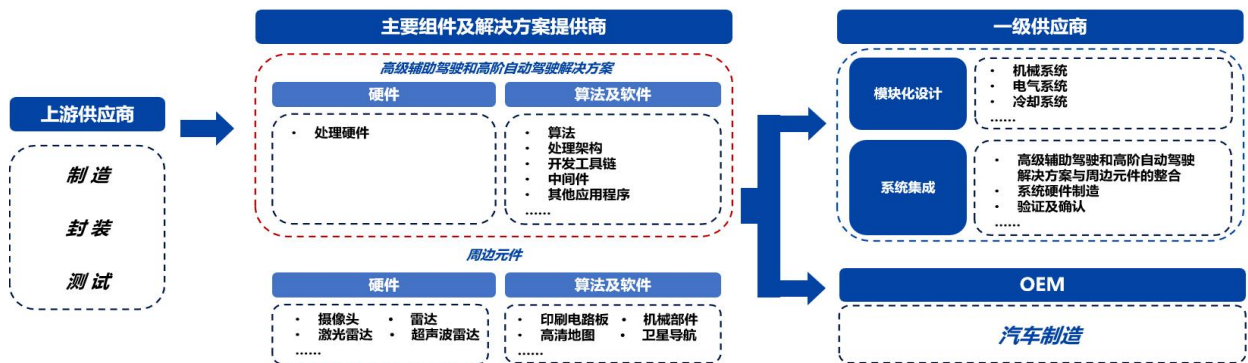 上游供应商
制造
封装
测试
主要组件及解决方案提供商
高级辅助驾驶和高阶自动驾驶解决方案
硬件
• 处理硬件
算法及软件
• 算法
• 处理架构
• 开发工具链
• 中间件
• 其他应用程序
......
周边元件
硬件
• 摄像头 • 雷达
• 激光雷达 • 超声波雷达
......
算法及软件
• 印刷电路板 • 机械部件
• 高清地图 • 卫星导航
......
一级供应商
模块化设计
• 机械系统
• 电气系统
• 冷却系统
......
系统集成
• 高级辅助驾驶和高阶自动驾驶
解决方案与周边元件的整合
• 系统硬件制造
• 验证及确认
......
OEM
汽车制造